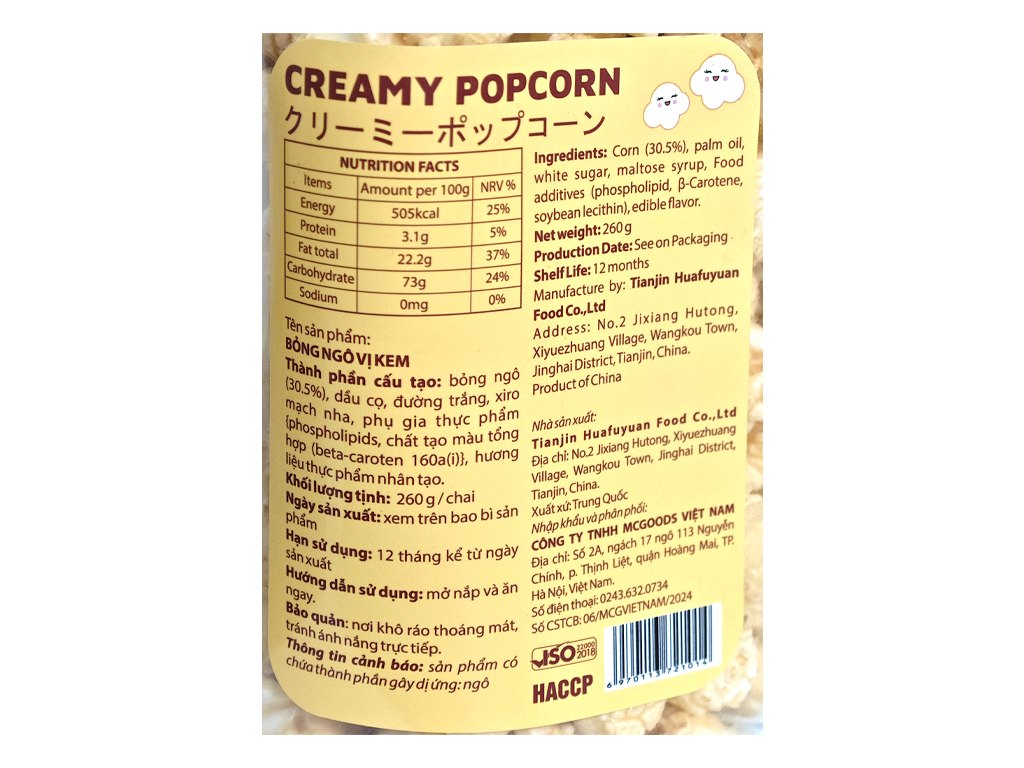 CREAMY POPCORN
クリーミーポップコーン
NUTRITION FACTS
Items Amount per 100g NRV %
Energy 505kcal 25%
Protein 3.1g 5%
Fat total 22.2g 37%
Carbohydrate 73g 24%
Sodium 0mg 0%
Tên sản phẩm:
BỎNG NGÔ VỊ KEM
Thành phần cấu tạo: bỏng ngô
(30.5%), dầu cọ, đường trắng, xiro
mạch nha, phụ gia thực phẩm
{phospholipids, chất tạo màu tổng
hợp (beta-caroten 160a(i)}, hương
liệu thực phẩm nhân tạo.
Khối lượng tịnh: 260 g / chai
Ngày sản xuất: xem trên bao bì sản
phẩm
Hạn sử dụng: 12 tháng kể từ ngày
sản xuất
Hướng dẫn sử dụng: mở nắp và ăn
ngay.
Bảo quản: nơi khô ráo thoáng mát,
tránh ánh nắng trực tiếp.
Thông tin cảnh báo: sản phẩm có
chứa thành phần gây dị ứng: ngô
Ingredients: Corn (30.5%), palm oil,
white sugar, maltose syrup, Food
additives (phospholipid, β-Carotene,
soybean lecithin), edible flavor.
Net weight: 260 g
Production Date: See on Packaging
Shelf Life: 12 months
Manufacture by: Tianjin Huafuyuan
Food Co.,Ltd
Address: No.2 Jixiang Hutong,
Xiyuezhuang Village, Wangkou Town,
Jinghai District, Tianjin, China.
Product of China
Nhà sản xuất:
Tianjin Huafuyuan Food Co.,Ltd
Địa chỉ: No.2 Jixiang Hutong, Xiyuezhuang
Village, Wangkou Town, Jinghai District,
Tianjin, China.
Xuất xứ: Trung Quốc
Nhập khẩu và phân phối:
CÔNG TY TNHH MCGOODS VIỆT NAM
Địa chỉ: Số 2A, ngách 17 ngõ 113 Nguyễn
Chính, p. Thịnh Liệt, quận Hoàng Mai, TP.
Hà Nội, Việt Nam.
Số điện thoại: 0243.632.0734
Số CSTCB: 06/MCGVIETNAM/2024
ISO 22000
2018
HACCP
6 970113 721014